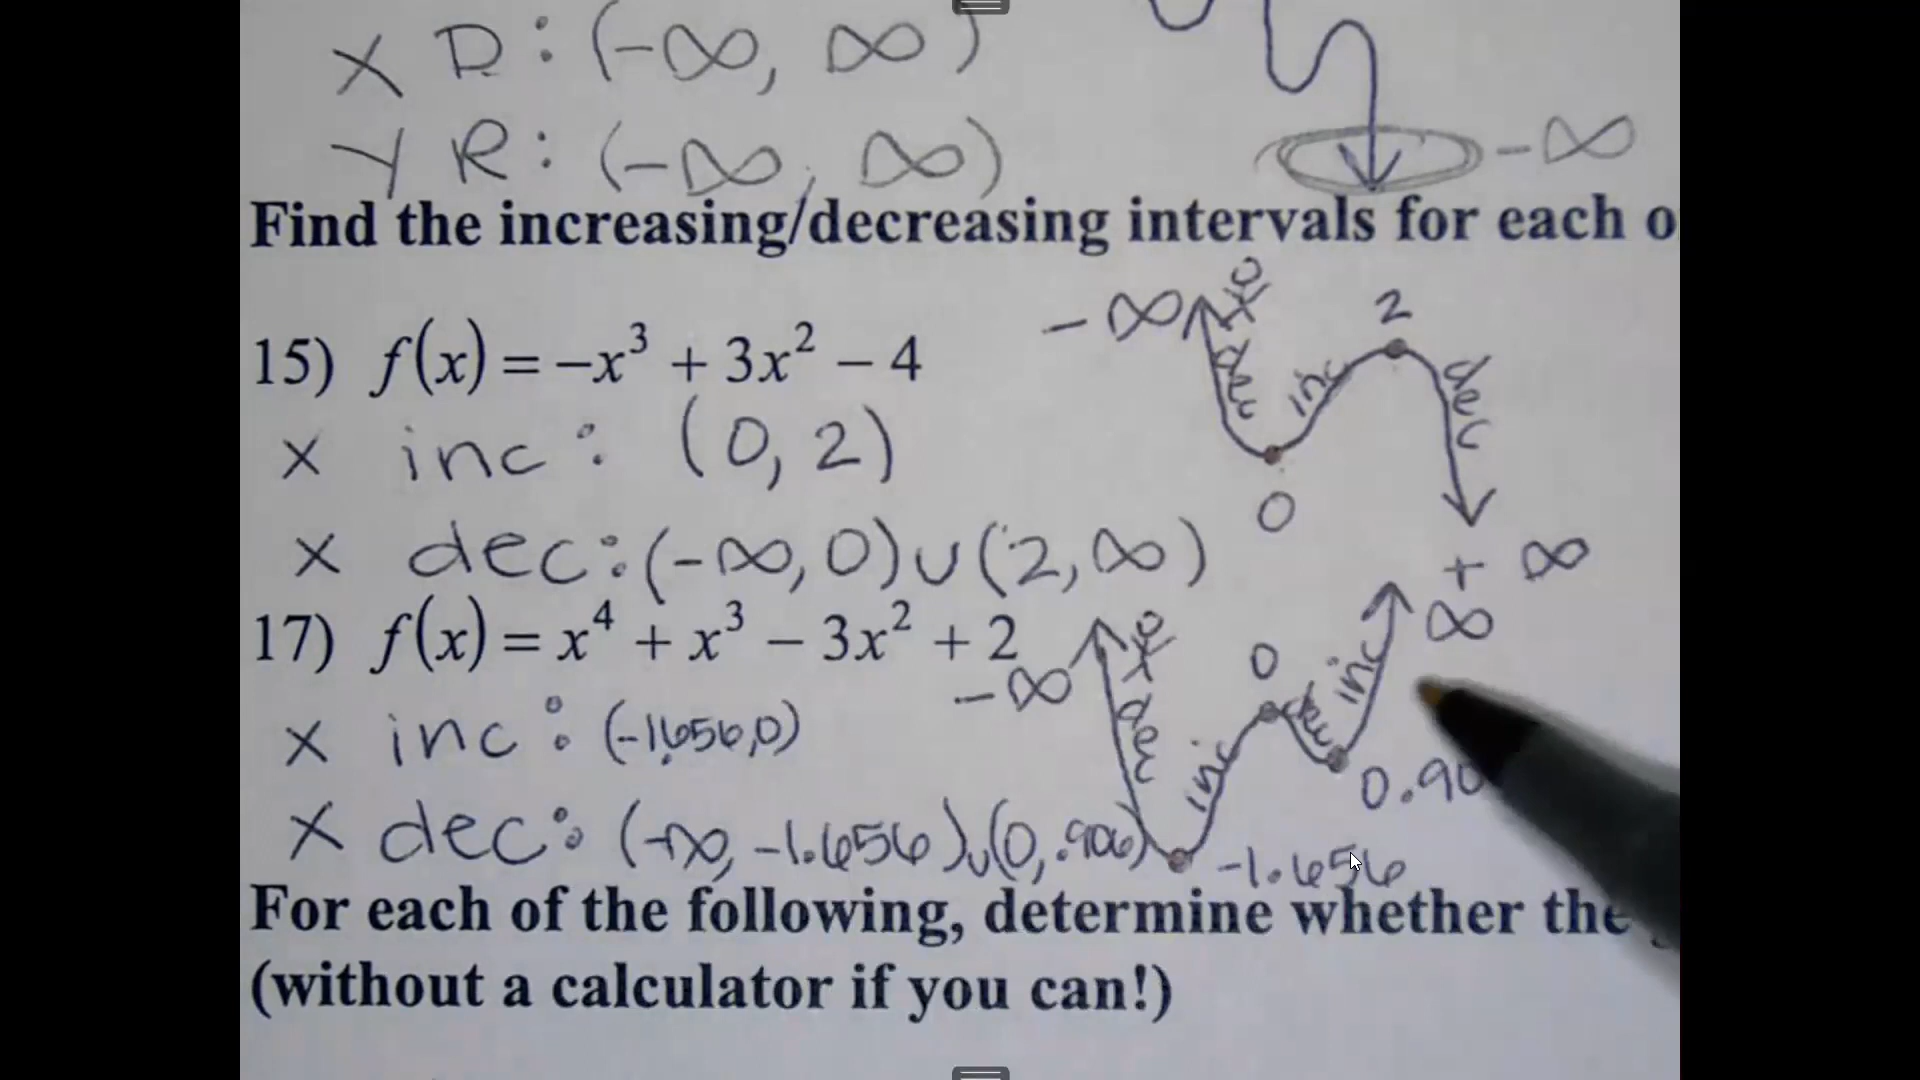 x D: (-∞, ∞)
y R: (-∞, ∞)
-∞
Find the increasing/decreasing intervals for each o
15) f(x) = -x³ + 3x² - 4
-∞
dec
inc
2
dec
0
+ ∞
x inc: (0, 2)
x dec: (-∞, 0) ∪ (2, ∞)
17) f(x) = x⁴ + x³ - 3x² + 2
-∞
dec
inc
0
dec
inc
∞
0.90
-1.656
x inc: (-1.656, 0)
x dec: (-∞, -1.656) ∪ (0, .906)
For each of the following, determine whether the
(without a calculator if you can!)